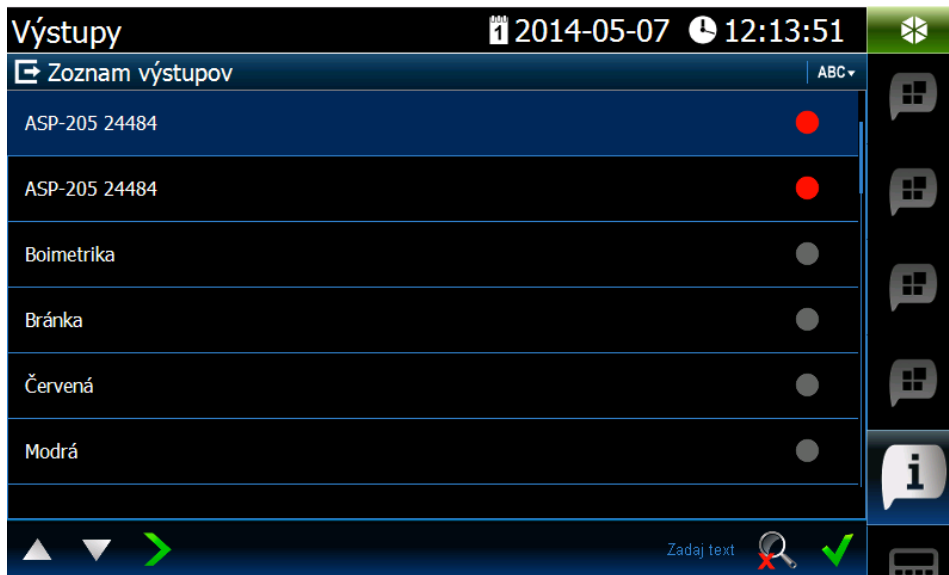 Výstupy 1 2014-05-07 12:13:51
Zoznam výstupov ABC
ASP-205 24484
ASP-205 24484
Boimetrika
Bránka
Červená
Modrá
Zadaj text
i